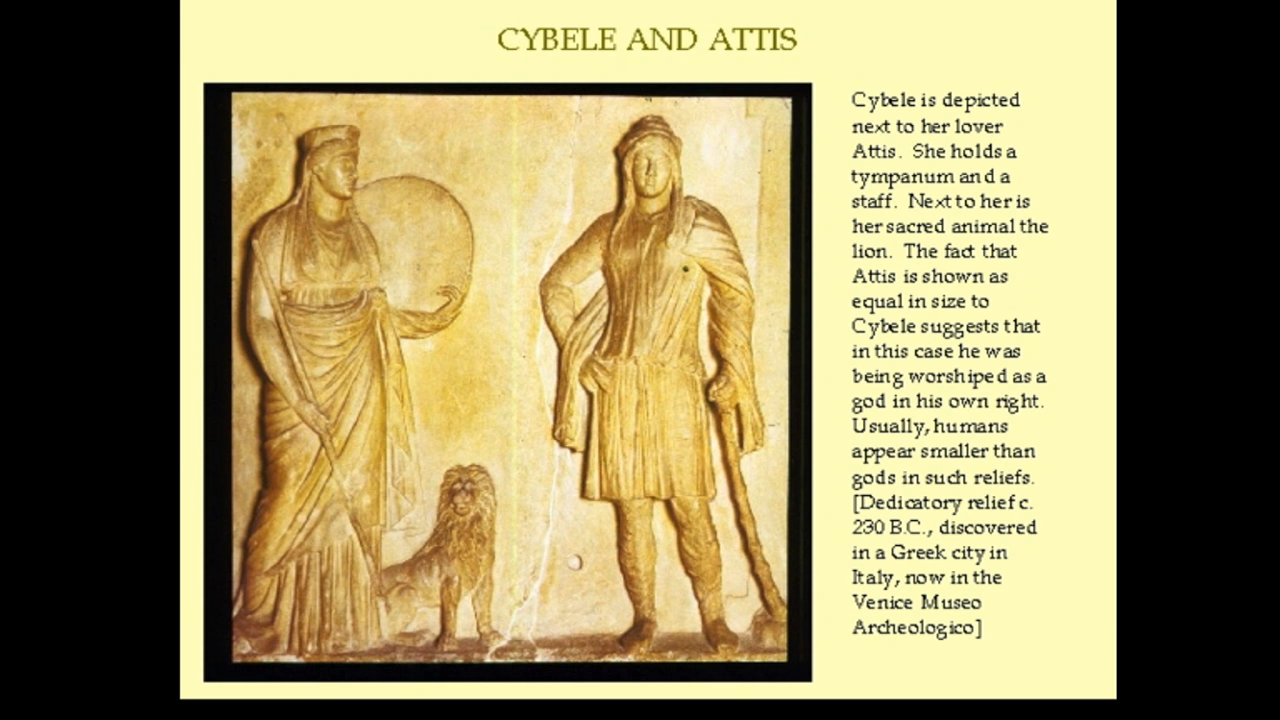 CYBELE AND ATTIS
Cybele is depicted
next to her lover
Attis. She holds a
tympanum and a
staff. Next to her is
her sacred animal the
lion. The fact that
Attis is shown as
equal in size to
Cybele suggests that
in this case he was
being worshiped as a
god in his own right.
Usually, humans
appear smaller than
gods in such reliefs.
[Dedicatory relief c.
230 B.C., discovered
in a Greek city in
Italy, now in the
Venice Museo
Archeologico]